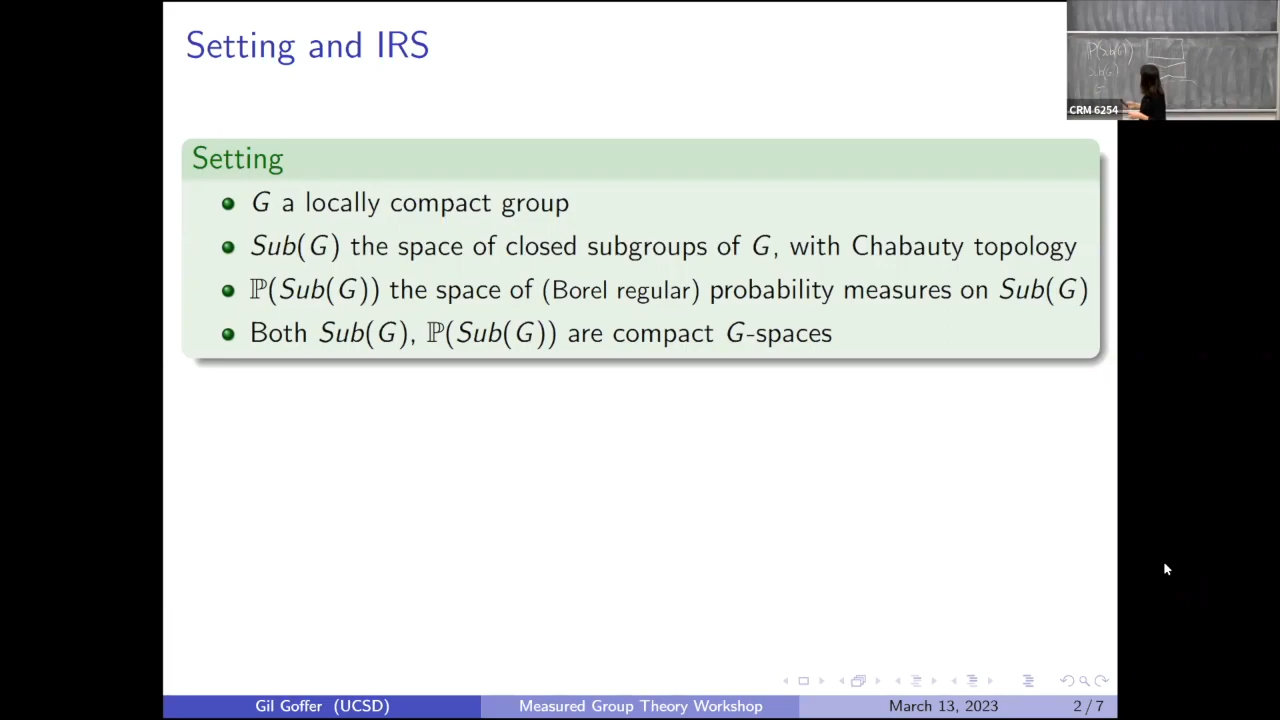 Setting and IRS
P(Sub(G))
Sub(G)
CRM 6254
Setting
G a locally compact group
Sub(G) the space of closed subgroups of G, with Chabauty topology
ℙ(Sub(G)) the space of (Borel regular) probability measures on Sub(G)
Both Sub(G), ℙ(Sub(G)) are compact G-spaces
Gil Goffer (UCSD) Measured Group Theory Workshop March 13, 2023 2 / 7